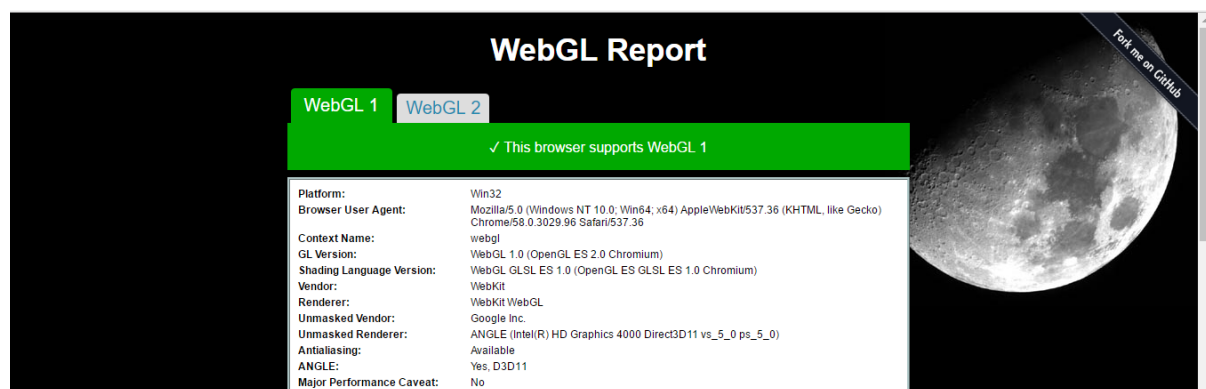 WebGL Report
Fork me on GitHub
WebGL 1 WebGL 2
✓ This browser supports WebGL 1
Platform: Win32
Browser User Agent: Mozilla/5.0 (Windows NT 10.0; Win64; x64) AppleWebKit/537.36 (KHTML, like Gecko)
Chrome/58.0.3029.96 Safari/537.36
Context Name: webgl
GL Version: WebGL 1.0 (OpenGL ES 2.0 Chromium)
Shading Language Version: WebGL GLSL ES 1.0 (OpenGL ES GLSL ES 1.0 Chromium)
Vendor: WebKit
Renderer: WebKit WebGL
Unmasked Vendor: Google Inc.
Unmasked Renderer: ANGLE (Intel(R) HD Graphics 4000 Direct3D11 vs_5_0 ps_5_0)
Antialiasing: Available
ANGLE: Yes, D3D11
Major Performance Caveat: No